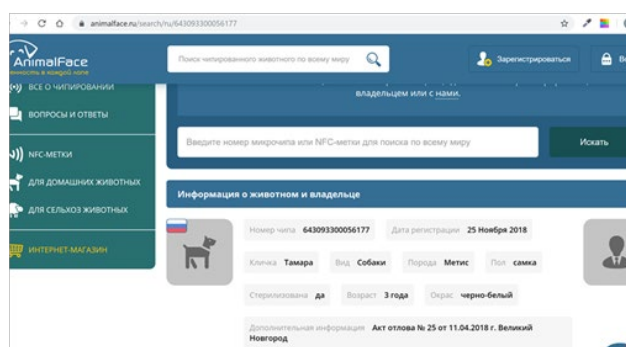 animalface.ru/search/ru/643093300056177
AnimalFace
Поиск чипированного животного по всему миру
Зарегистрироваться
ВСЕ О ЧИПИРОВАНИИ
владельцем или с нами.
ВОПРОСЫ И ОТВЕТЫ
Введите номер микрочипа или NFC-метки для поиска по всему миру
Искать
NFC-МЕТКИ
ДЛЯ ДОМАШНИХ ЖИВОТНЫХ
Информация о животном и владельце
ДЛЯ СЕЛЬХОЗ ЖИВОТНЫХ
Номер чипа 643093300056177 Дата регистрации 25 Ноября 2018
ИНТЕРНЕТ-МАГАЗИН
Кличка Тамара Вид Собаки Порода Метис Пол самка
Стерилизована да Возраст 3 года Окрас черно-белый
Дополнительная информация Акт отлова № 25 от 11.04.2018 г. Великий
Новгород